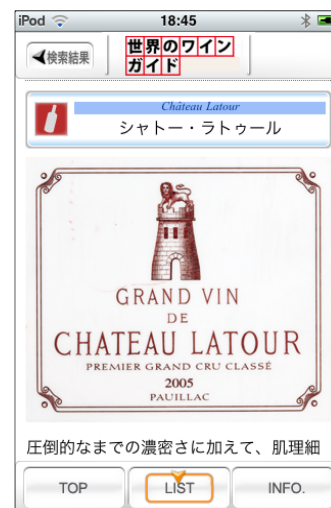 iPod 18:45
検索結果
世界のワイン
ガイド
Château Latour
シャトー・ラトゥール
GRAND VIN
DE
CHATEAU LATOUR
PREMIER GRAND CRU CLASSÉ
2005
PAUILLAC
圧倒的なまでの濃密さに加えて、肌理細
TOP LIST INFO.